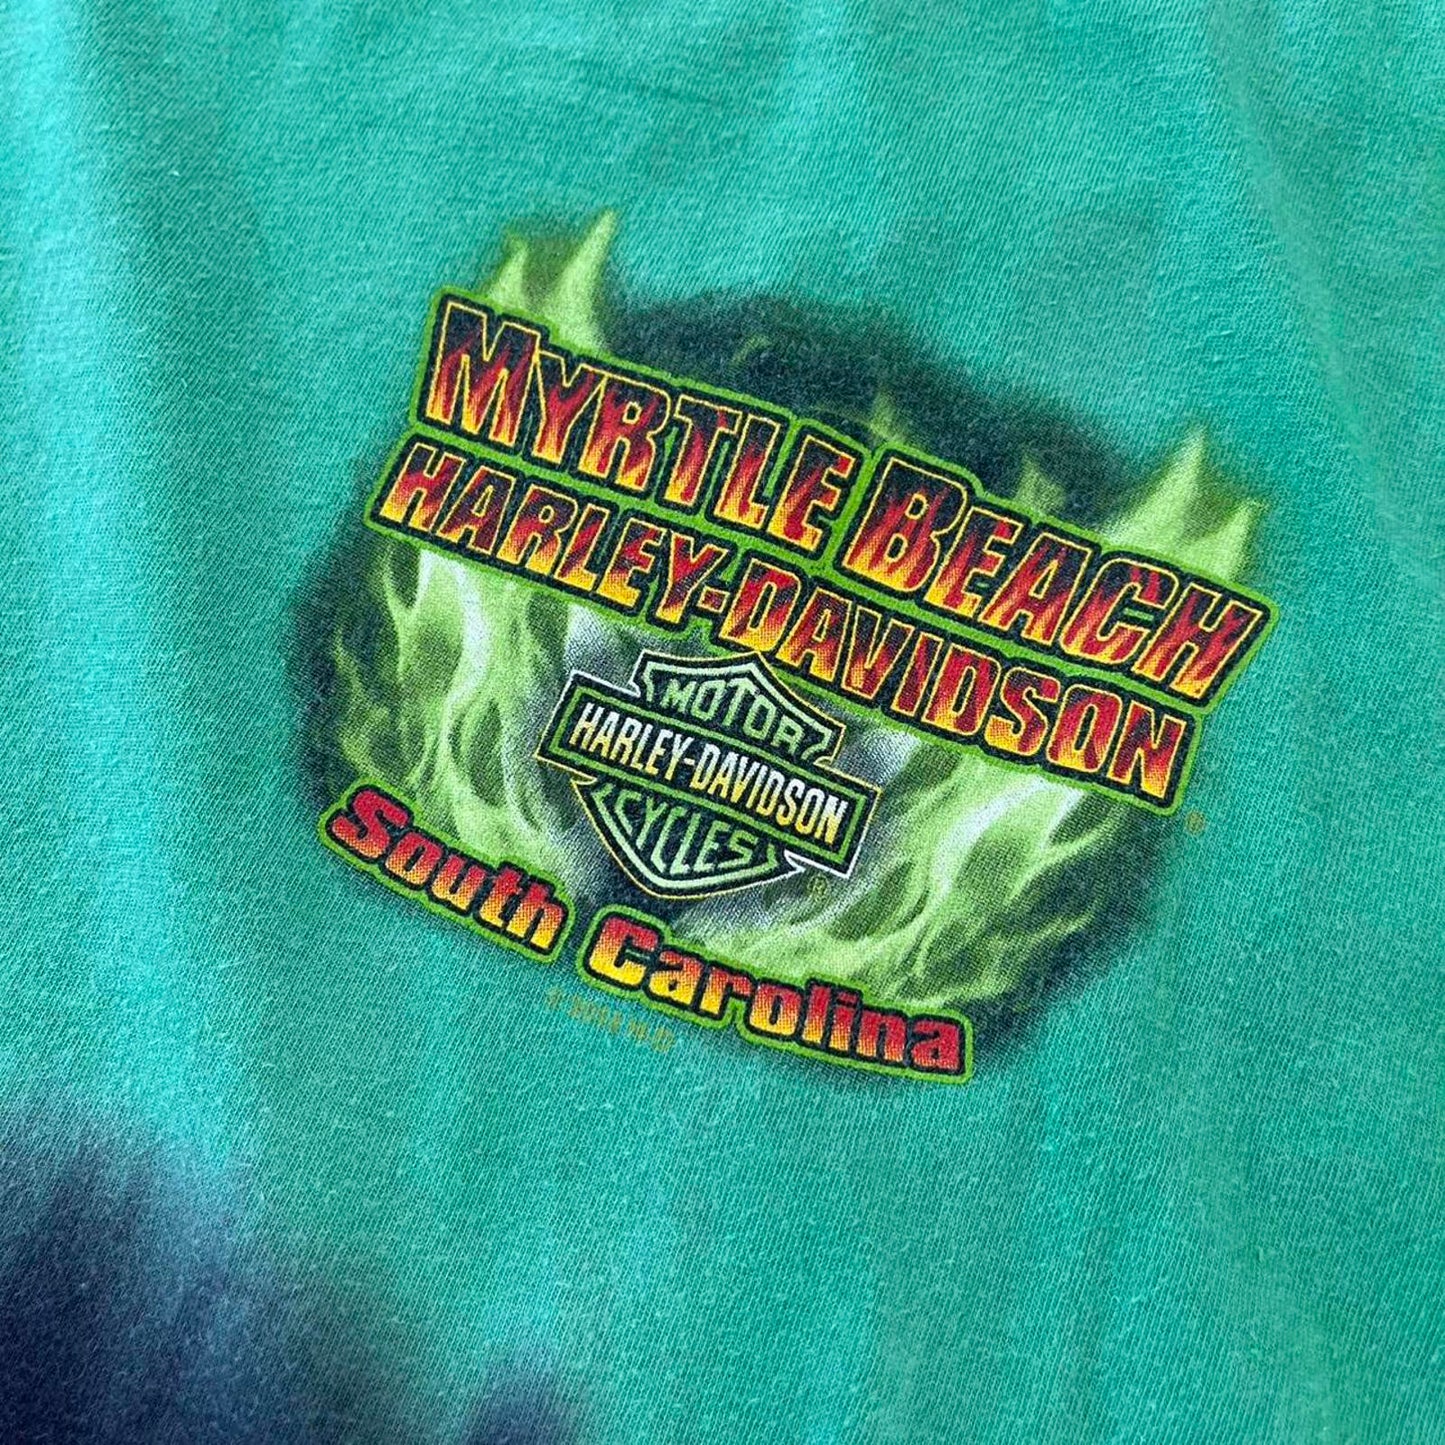 MYRTLE BEACH
HARLEY-DAVIDSON
®
MOTOR
HARLEY-DAVIDSON
CYCLES
®
South Carolina